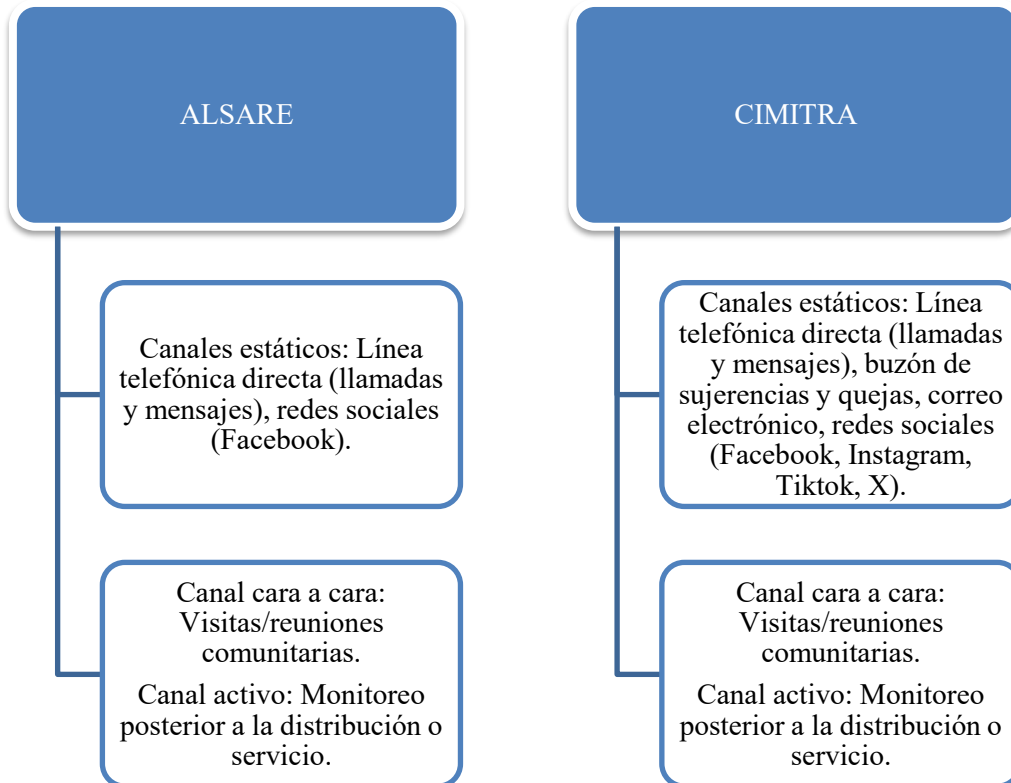 ALSARE
Canales estáticos: Línea
telefónica directa (llamadas
y mensajes), redes sociales
(Facebook).
Canal cara a cara:
Visitas/reuniones
comunitarias.
Canal activo: Monitoreo
posterior a la distribución o
servicio.
CIMITRA
Canales estáticos: Línea
telefónica directa (llamadas
y mensajes), buzón de
sujerencias y quejas, correo
electrónico, redes sociales
(Facebook, Instagram,
Tiktok, X).
Canal cara a cara:
Visitas/reuniones
comunitarias.
Canal activo: Monitoreo
posterior a la distribución o
servicio.